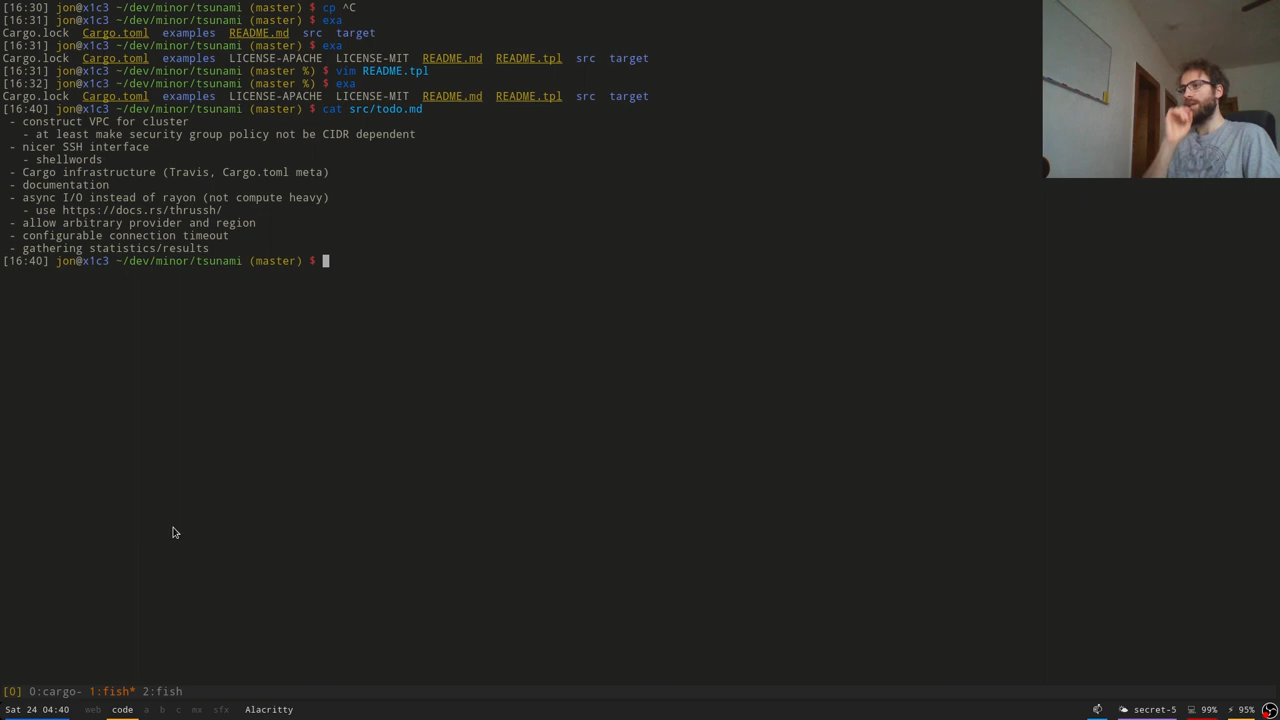 [16:30] jon@x1c3 ~/dev/minor/tsunami (master) $ cp ^C
[16:31] jon@x1c3 ~/dev/minor/tsunami (master) $ exa
Cargo.lock Cargo.toml examples README.md src target
[16:31] jon@x1c3 ~/dev/minor/tsunami (master) $ exa
Cargo.lock Cargo.toml examples LICENSE-APACHE LICENSE-MIT README.md README.tpl src target
[16:31] jon@x1c3 ~/dev/minor/tsunami (master %) $ vim README.tpl
[16:32] jon@x1c3 ~/dev/minor/tsunami (master %) $ exa
Cargo.lock Cargo.toml examples LICENSE-APACHE LICENSE-MIT README.md README.tpl src target
[16:40] jon@x1c3 ~/dev/minor/tsunami (master) $ cat src/todo.md
- construct VPC for cluster
- at least make security group policy not be CIDR dependent
- nicer SSH interface
- shellwords
- Cargo infrastructure (Travis, Cargo.toml meta)
- documentation
- async I/O instead of rayon (not compute heavy)
- use https://docs.rs/thrussh/
- allow arbitrary provider and region
- configurable connection timeout
- gathering statistics/results
[16:40] jon@x1c3 ~/dev/minor/tsunami (master) $
[0] 0:cargo- 1:fish* 2:fish
Sat 24 04:40 web code a b c mx sfx Alacritty secret-5 99% 95%